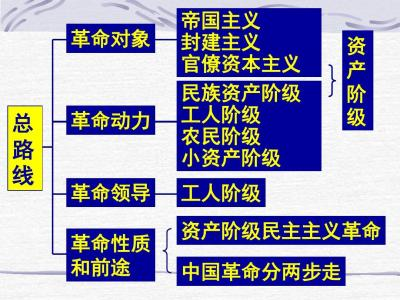 总
路
线
革命对象
帝国主义
封建主义
官僚资本主义
资
产
阶
级
革命动力
民族资产阶级
工人阶级
农民阶级
小资产阶级
革命领导
工人阶级
革命性质
和前途
资产阶级民主主义革命
中国革命分两步走